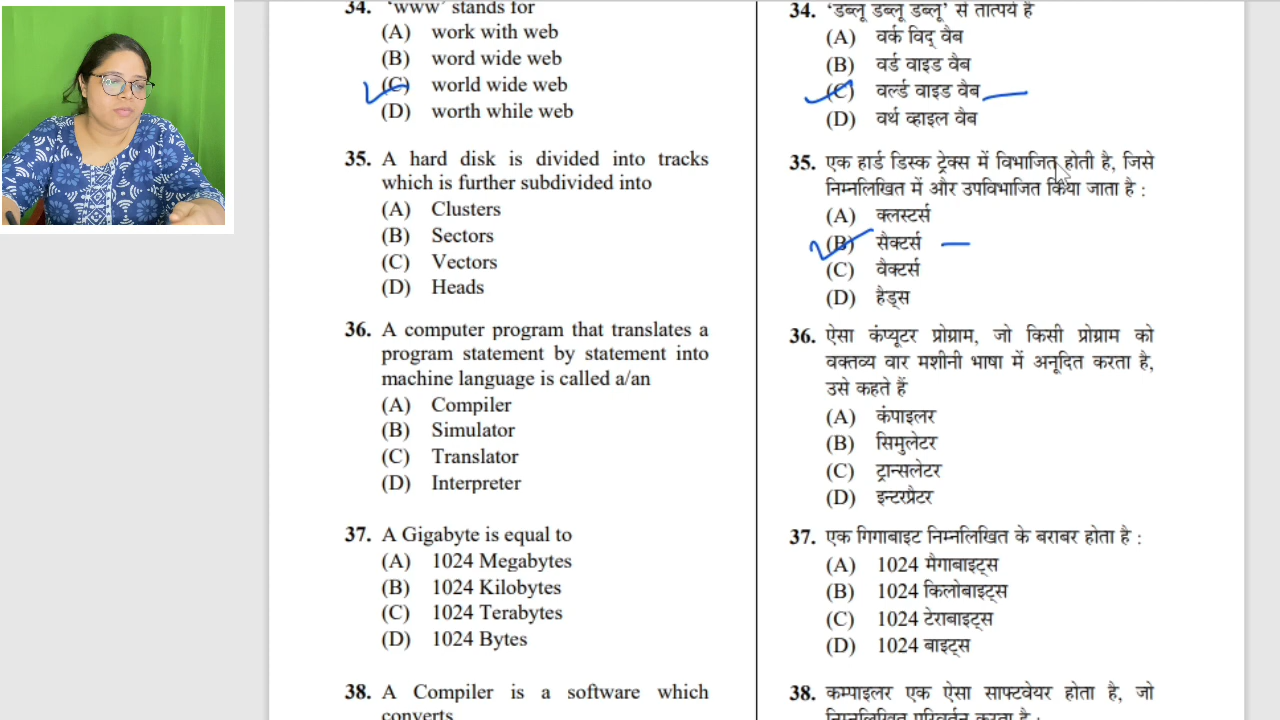 34. 'www' stands for
(A) work with web
(B) word wide web
(C) world wide web
(D) worth while web
35. A hard disk is divided into tracks
which is further subdivided into
(A) Clusters
(B) Sectors
(C) Vectors
(D) Heads
36. A computer program that translates a
program statement by statement into
machine language is called a/an
(A) Compiler
(B) Simulator
(C) Translator
(D) Interpreter
37. A Gigabyte is equal to
(A) 1024 Megabytes
(B) 1024 Kilobytes
(C) 1024 Terabytes
(D) 1024 Bytes
38. A Compiler is a software which
converts
34. 'डब्लू डब्लू डब्लू' से तात्पर्य है
(A) वर्क विद् वैब
(B) वर्ड वाइड वैब
(C) वर्ल्ड वाइड वैब
(D) वर्थ व्हाइल वैब
35. एक हार्ड डिस्क ट्रेक्स में विभाजित होती है, जिसे
निम्नलिखित में और उपविभाजित किया जाता है :
(A) क्लस्टर्स
(B) सैक्टर्स
(C) वैक्टर्स
(D) हैड्स
36. ऐसा कंप्यूटर प्रोग्राम, जो किसी प्रोग्राम को
वक्तव्य वार मशीनी भाषा में अनूदित करता है,
उसे कहते हैं
(A) कंपाइलर
(B) सिमुलेटर
(C) ट्रान्सलेटर
(D) इन्टरप्रैटर
37. एक गिगाबाइट निम्नलिखित के बराबर होता है :
(A) 1024 मैगाबाइट्स
(B) 1024 किलोबाइट्स
(C) 1024 टेराबाइट्स
(D) 1024 बाइट्स
38. कम्पाइलर एक ऐसा साफ्टवेयर होता है, जो
निम्नलिखित परिवर्तन करता है :